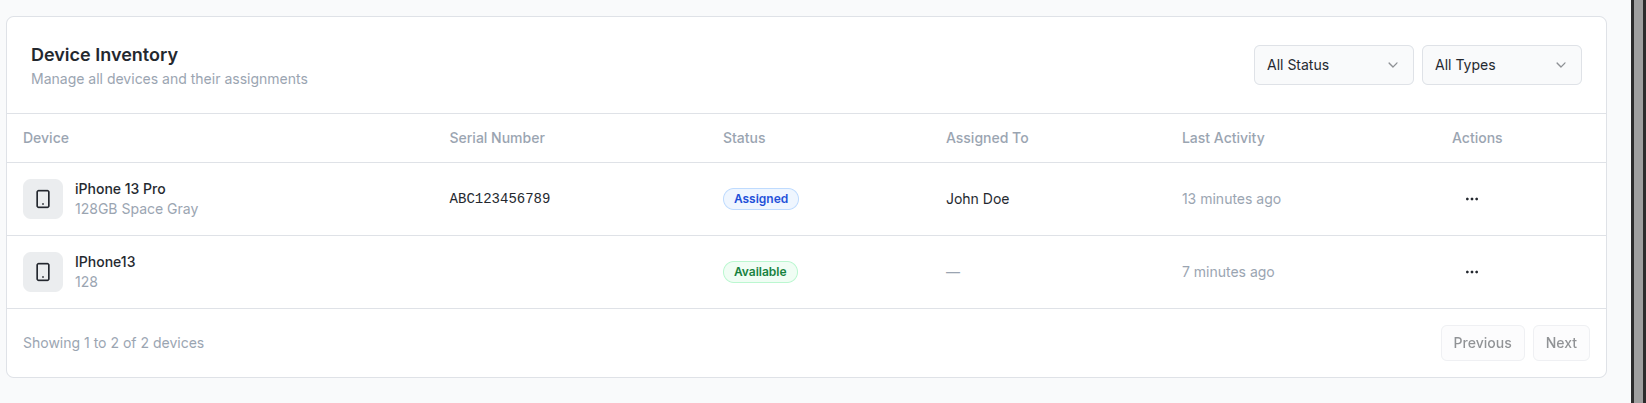 Device Inventory
Manage all devices and their assignments
All Status
All Types
Device Serial Number Status Assigned To Last Activity Actions
iPhone 13 Pro
128GB Space Gray
ABC123456789
Assigned
John Doe
13 minutes ago
IPhone13
128
Available
—
7 minutes ago
Showing 1 to 2 of 2 devices
Previous
Next